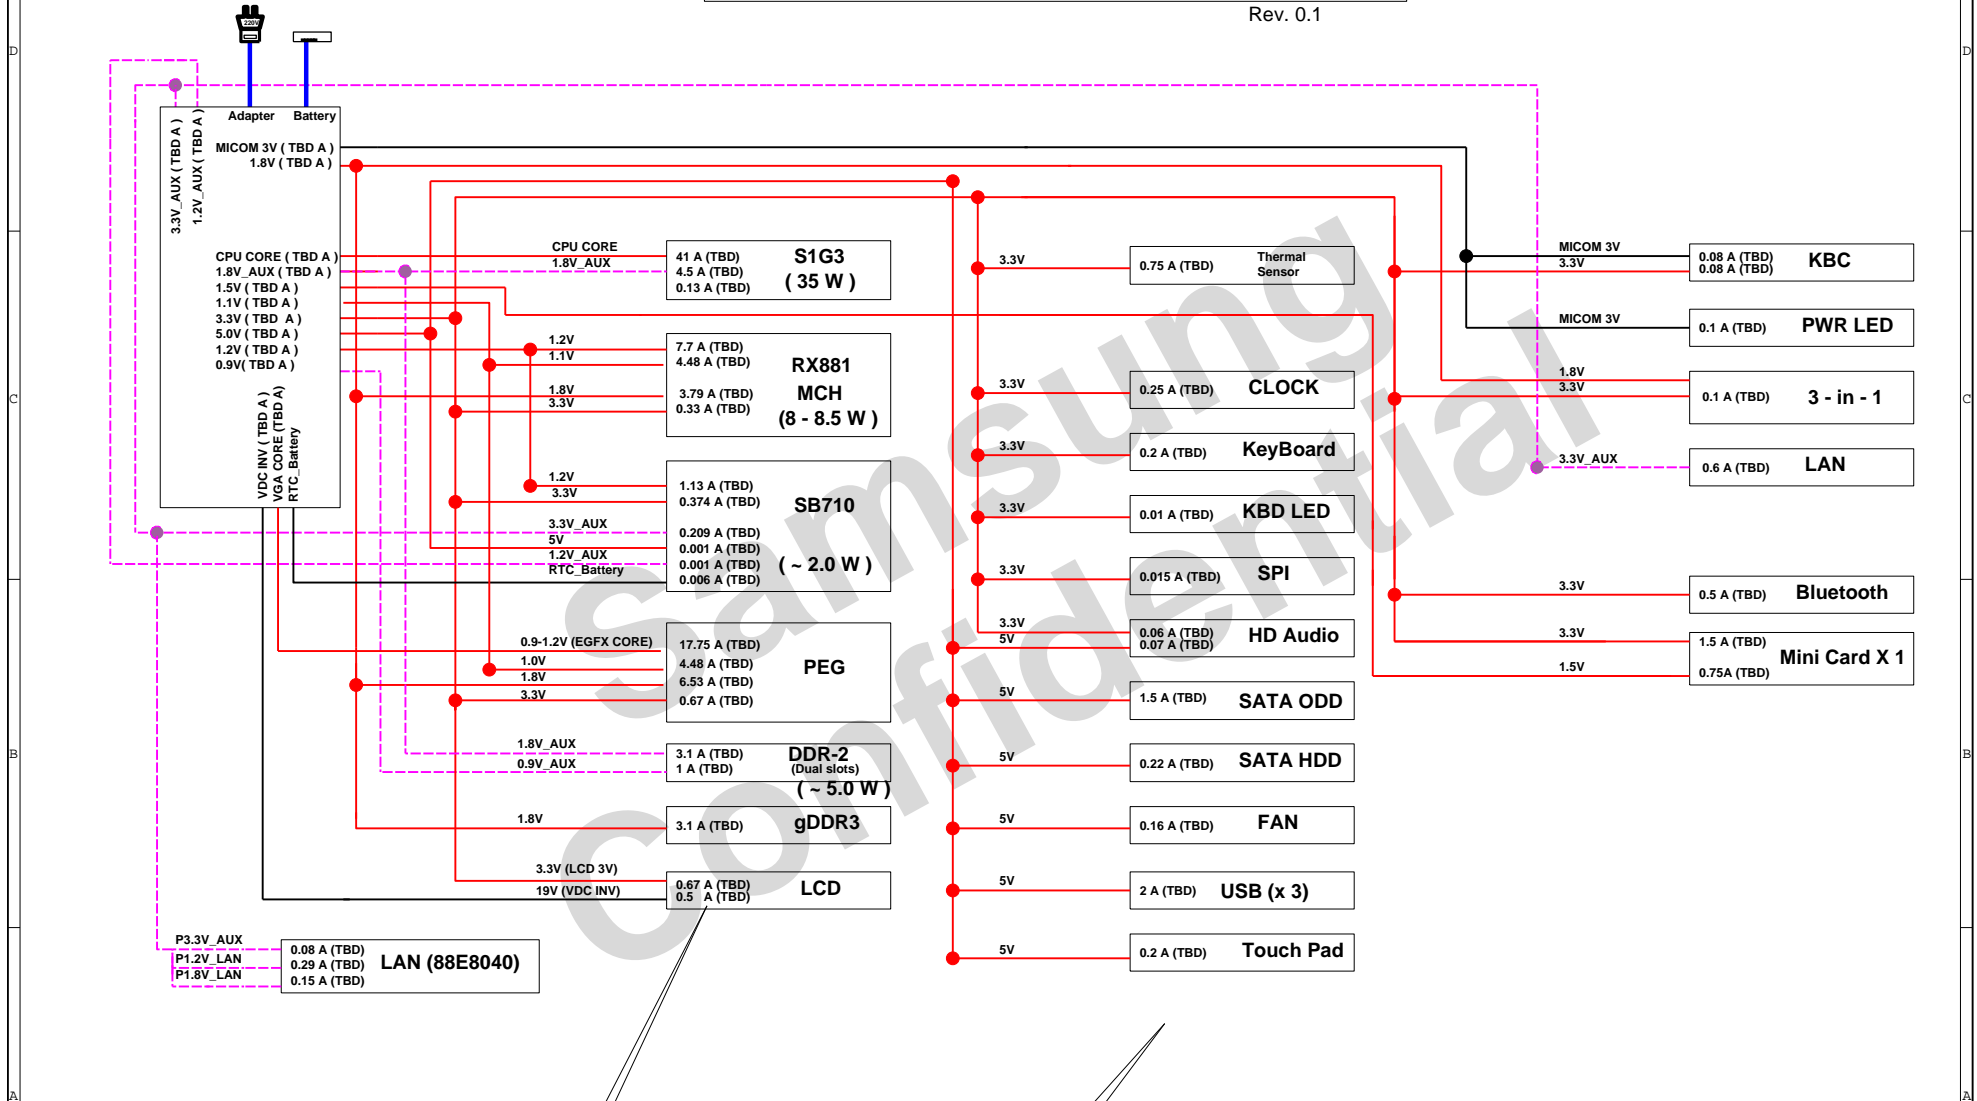 Rev. 0.1
D
D
220V
Adapter
Battery
3.3V_AUX ( TBD A )
1.2V_AUX ( TBD A )
MICOM 3V ( TBD A )
1.8V ( TBD A )
CPU CORE ( TBD A )
1.8V_AUX ( TBD A )
1.5V ( TBD A )
1.1V ( TBD A )
3.3V ( TBD A )
5.0V ( TBD A )
1.2V ( TBD A )
0.9V( TBD A )
VDC INV ( TBD A )
VGA CORE (TBD A)
RTC_Battery
CPU CORE
1.8V_AUX
41 A (TBD)
4.5 A (TBD)
0.13 A (TBD)
S1G3
( 35 W )
1.2V
1.1V
1.8V
3.3V
7.7 A (TBD)
4.48 A (TBD)
3.79 A (TBD)
0.33 A (TBD)
RX881
MCH
(8 - 8.5 W )
1.2V
3.3V
3.3V_AUX
5V
1.2V_AUX
RTC_Battery
1.13 A (TBD)
0.374 A (TBD)
0.209 A (TBD)
0.001 A (TBD)
0.001 A (TBD)
0.006 A (TBD)
SB710
( ~ 2.0 W )
0.9-1.2V (EGFX CORE)
1.0V
1.8V
3.3V
17.75 A (TBD)
4.48 A (TBD)
6.53 A (TBD)
0.67 A (TBD)
PEG
1.8V_AUX
0.9V_AUX
3.1 A (TBD)
1 A (TBD)
DDR-2
(Dual slots)
( ~ 5.0 W )
1.8V
3.1 A (TBD)
gDDR3
3.3V (LCD 3V)
19V (VDC INV)
0.67 A (TBD)
0.5 A (TBD)
LCD
P3.3V_AUX
P1.2V_LAN
P1.8V_LAN
0.08 A (TBD)
0.29 A (TBD)
0.15 A (TBD)
LAN (88E8040)
3.3V
0.75 A (TBD)
Thermal
Sensor
3.3V
0.25 A (TBD)
CLOCK
3.3V
0.2 A (TBD)
KeyBoard
3.3V
0.01 A (TBD)
KBD LED
3.3V
0.015 A (TBD)
SPI
3.3V
5V
0.06 A (TBD)
0.07 A (TBD)
HD Audio
5V
1.5 A (TBD)
SATA ODD
5V
0.22 A (TBD)
SATA HDD
5V
0.16 A (TBD)
FAN
5V
2 A (TBD)
USB (x 3)
5V
0.2 A (TBD)
Touch Pad
MICOM 3V
3.3V
0.08 A (TBD)
0.08 A (TBD)
KBC
MICOM 3V
0.1 A (TBD)
PWR LED
1.8V
3.3V
0.1 A (TBD)
3 - in - 1
3.3V_AUX
0.6 A (TBD)
LAN
3.3V
0.5 A (TBD)
Bluetooth
3.3V
1.5V
1.5 A (TBD)
0.75A (TBD)
Mini Card X 1
Samsung
Confidential
C
C
B
B
A
A